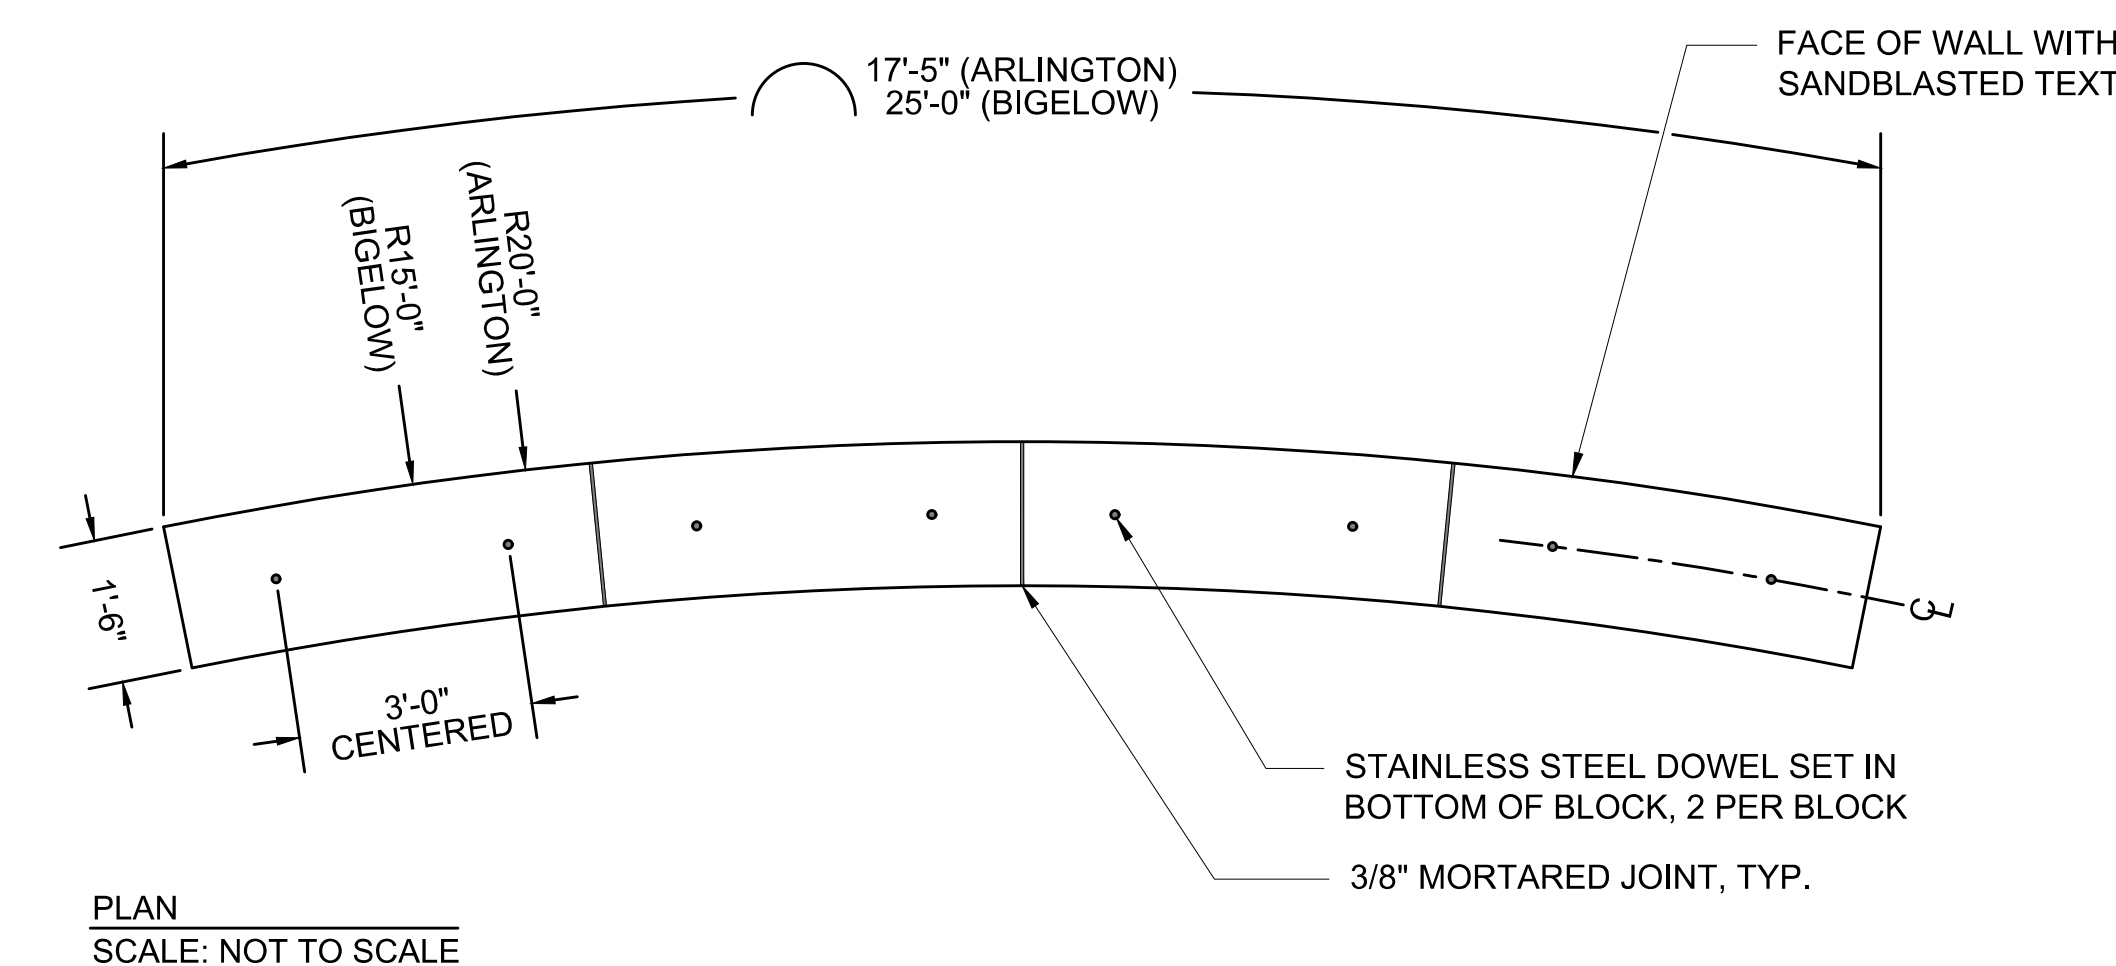 17'-5" (ARLINGTON)
25'-0" (BIGELOW)
FACE OF WALL WITH
SANDBLASTED TEXT
R15'-0"
(BIGELOW)
R20'-0"
(ARLINGTON)
1'-6"
3'-0"
CENTERED
CL
STAINLESS STEEL DOWEL SET IN
BOTTOM OF BLOCK, 2 PER BLOCK
3/8" MORTARED JOINT, TYP.
PLAN
SCALE: NOT TO SCALE